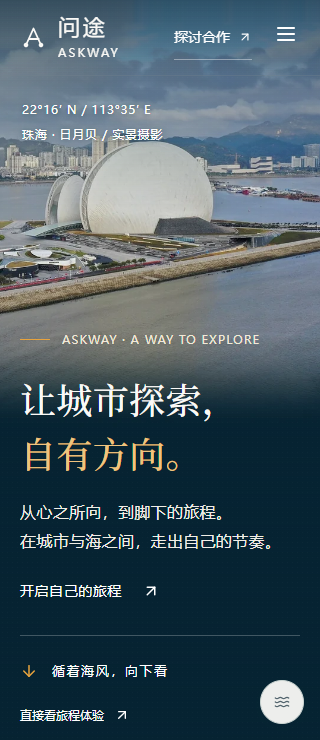 问途
ASKWAY
探讨合作
22°16′ N / 113°35′ E
珠海 · 日月贝 / 实景摄影
ASKWAY · A WAY TO EXPLORE
让城市探索，
自有方向。
从心之所向，到脚下的旅程。
在城市与海之间，走出自己的节奏。
开启自己的旅程
循着海风，向下看
直接看旅程体验